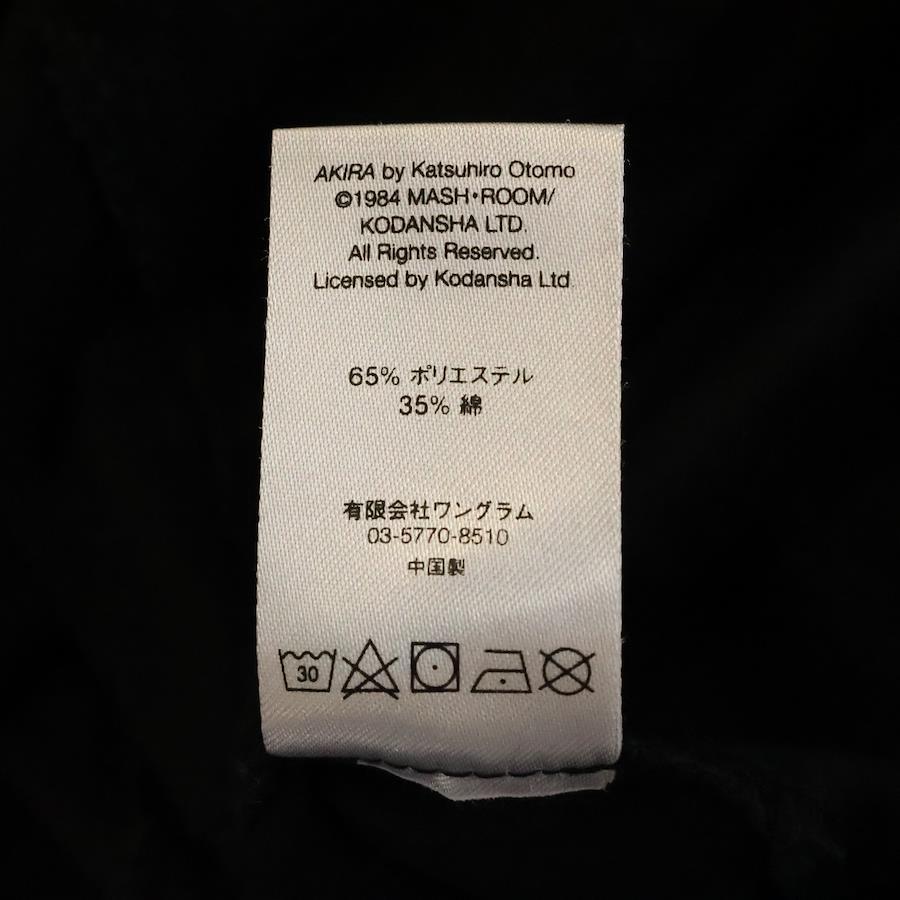 AKIRA by Katsuhiro Otomo
©1984 MASH・ROOM/
KODANSHA LTD.
All Rights Reserved.
Licensed by Kodansha Ltd
65% ポリエステル
35% 綿
有限会社ワングラム
03-5770-8510
中国製
30